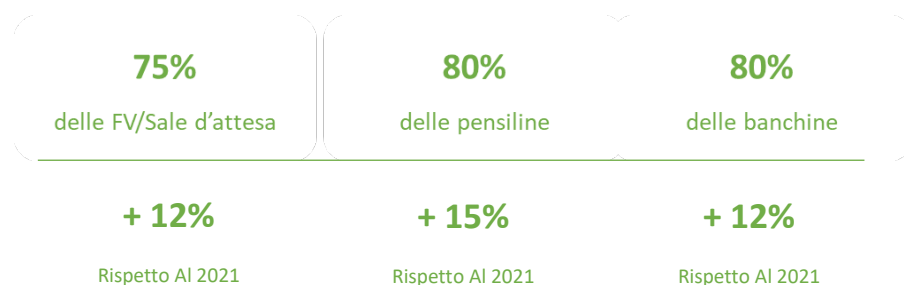 75%
delle FV/Sale d'attesa
80%
delle pensiline
80%
delle banchine
+ 12%
Rispetto Al 2021
+ 15%
Rispetto Al 2021
+ 12%
Rispetto Al 2021